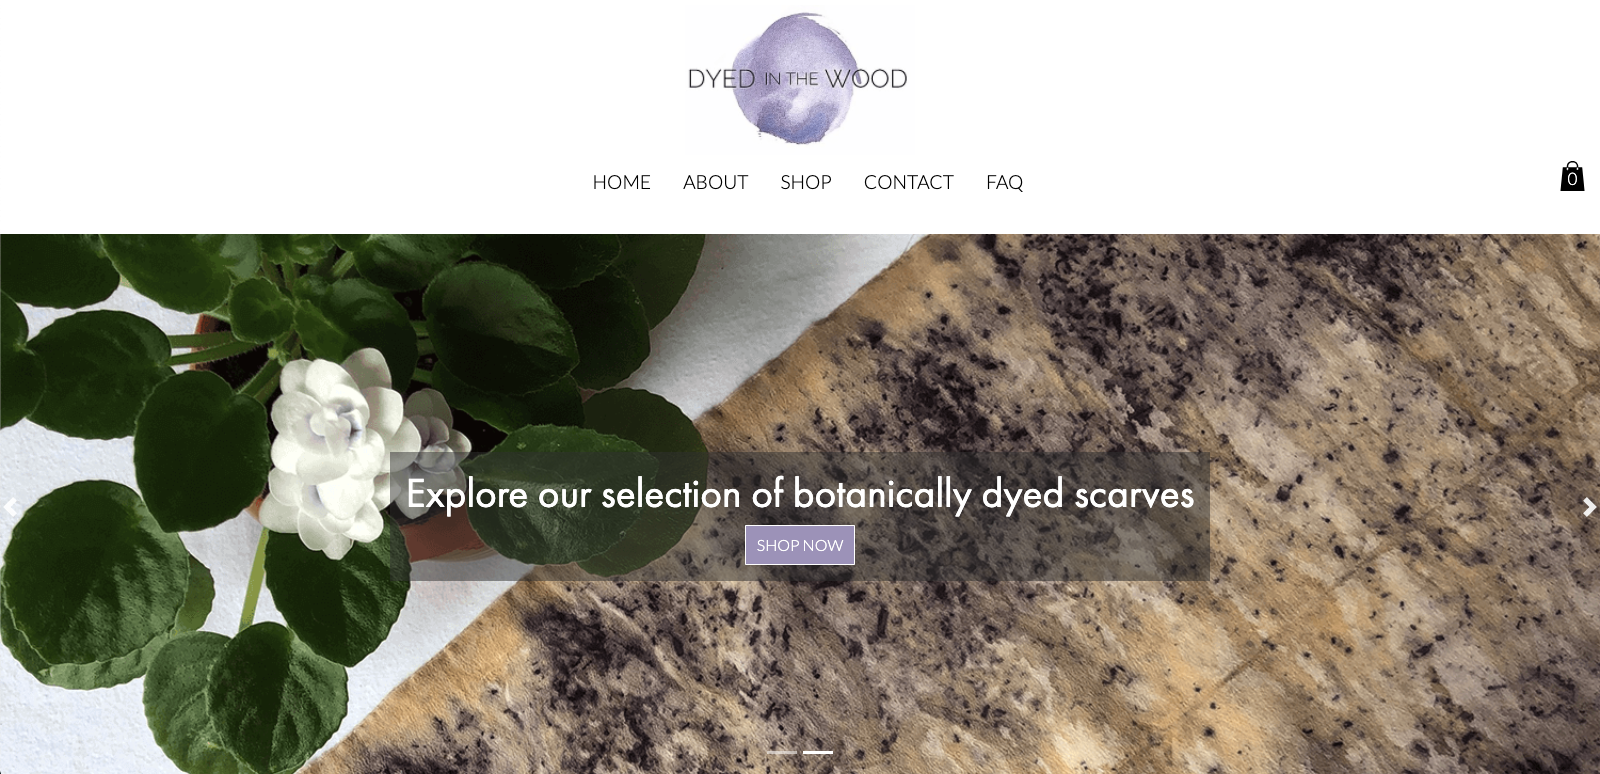 DYED IN THE WOOD
HOME ABOUT SHOP CONTACT FAQ
0
Explore our selection of botanically dyed scarves
SHOP NOW